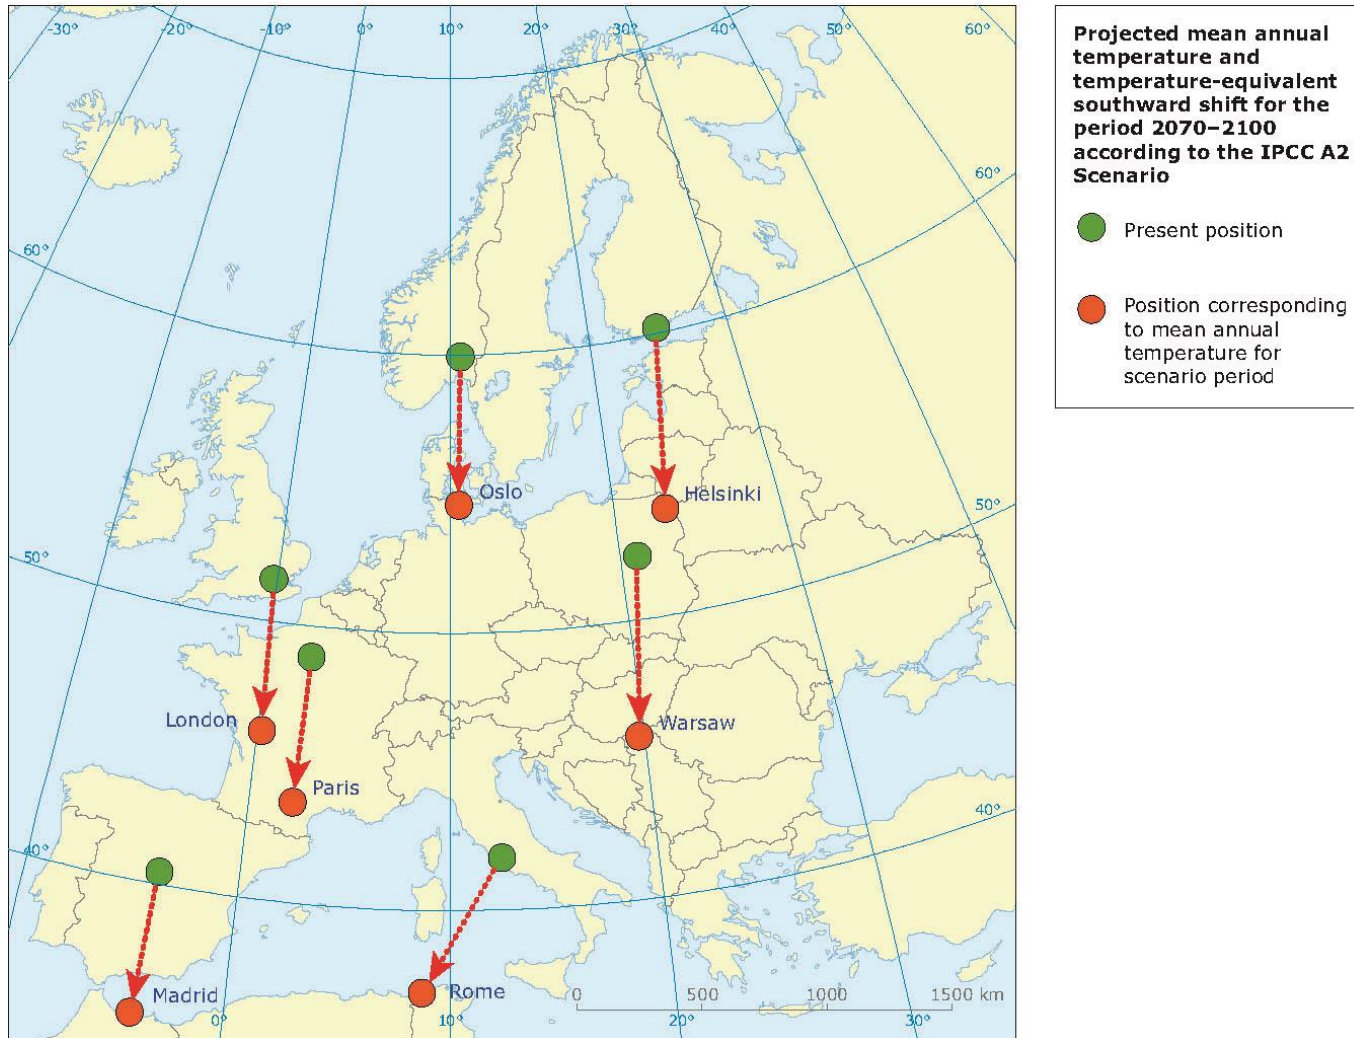 -30°
-20°
-10°
0°
10°
20°
30°
50°
60°
60°
60°
50°
50°
40°
40°
Oslo
Helsinki
London
Warsaw
Paris
Madrid
Rome
0 500 1000 1500 km
0°
10°
20°
30°
Projected mean annual
temperature and
temperature-equivalent
southward shift for the
period 2070–2100
according to the IPCC A2
Scenario
Present position
Position corresponding
to mean annual
temperature for
scenario period